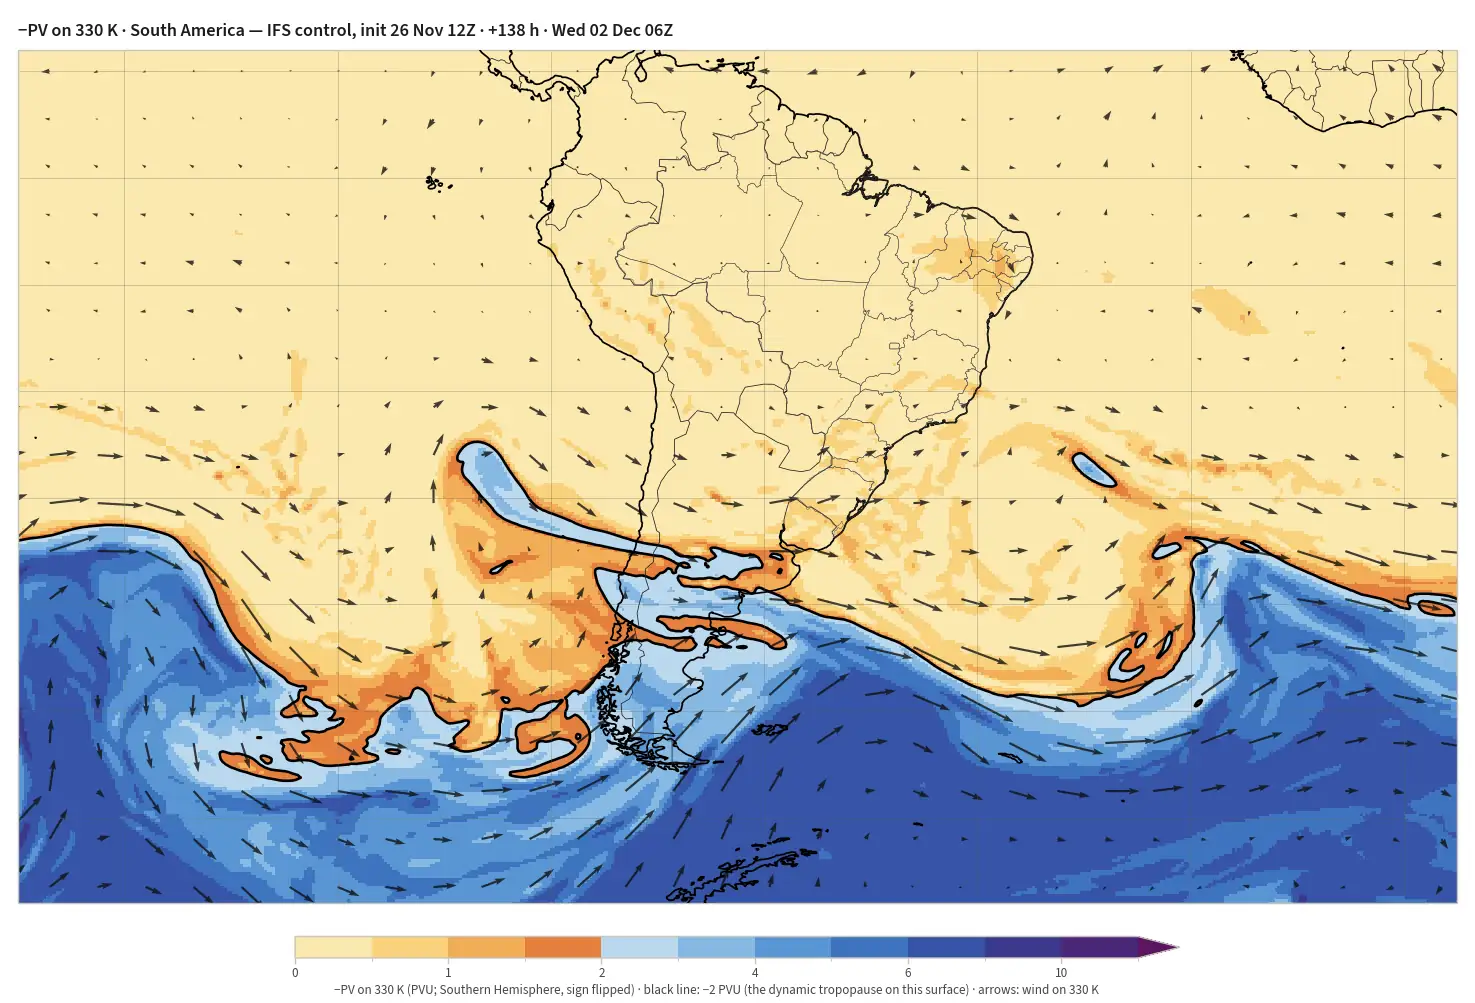 −PV on 330 K · South America — IFS control, init 26 Nov 12Z · +138 h · Wed 02 Dec 06Z
0 1 2 4 6 10
−PV on 330 K (PVU; Southern Hemisphere, sign flipped) · black line: −2 PVU (the dynamic tropopause on this surface) · arrows: wind on 330 K